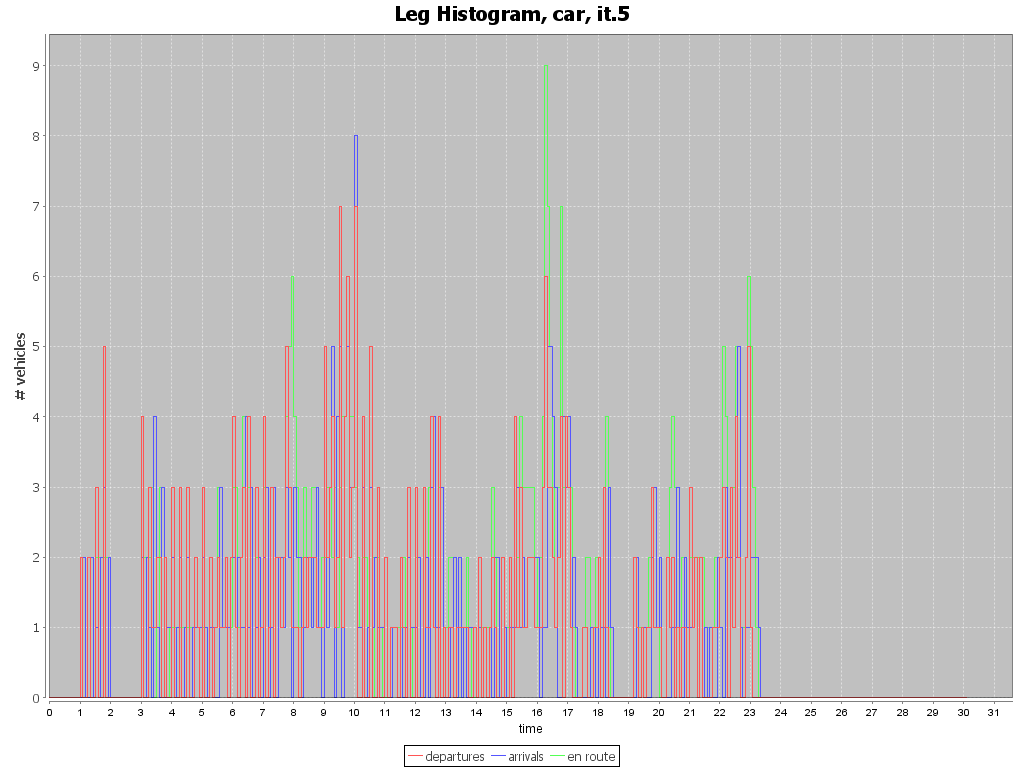 Leg Histogram, car, it.5
# vehicles
9
8
7
6
5
4
3
2
1
0
0 1 2 3 4 5 6 7 8 9 10 11 12 13 14 15 16 17 18 19 20 21 22 23 24 25 26 27 28 29 30 31
time
departures arrivals en route